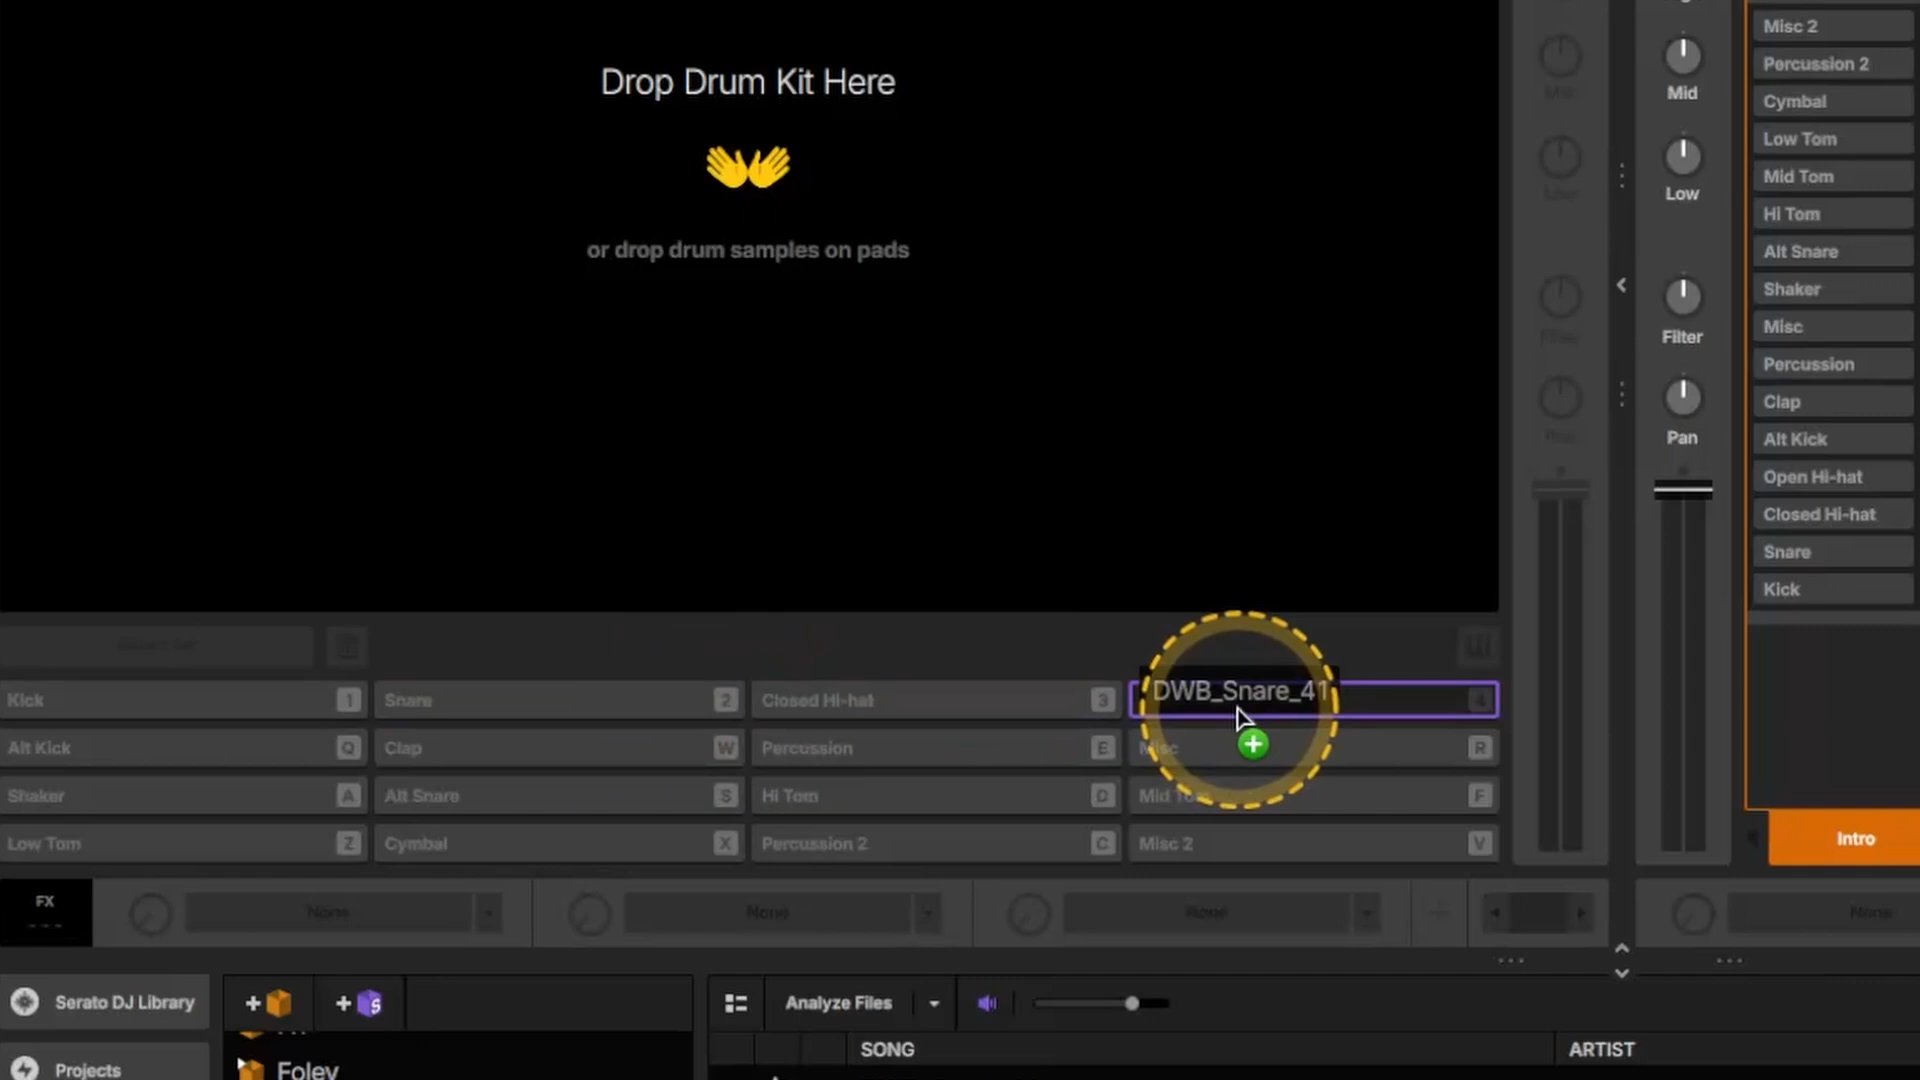 Drop Drum Kit Here
or drop drum samples on pads
Mid
Low
Filter
Pan
Misc 2
Percussion 2
Cymbal
Low Tom
Mid Tom
Hi Tom
Alt Snare
Shaker
Misc
Percussion
Clap
Alt Kick
Open Hi-hat
Closed Hi-hat
Snare
Kick
Intro
Kick 1 Snare 2 Closed Hi-hat 3 DWB_Snare_41 4
Alt Kick Q Clap W Percussion E Misc R
Shaker A Alt Snare S Hi Tom D Mid Tom F
Low Tom Z Cymbal X Percussion 2 C Misc 2 V
FX None None None None
Serato DJ Library Analyze Files
SONG ARTIST
Projects Foley